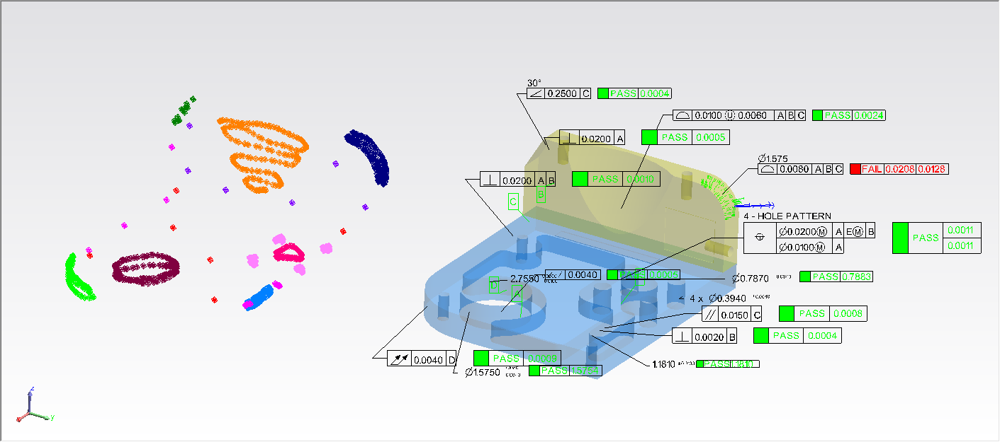 30°
∠ 0.2500 C PASS 0.0004
⌓ 0.0100 Ⓤ 0.0060 A B C PASS 0.0024
⊥ 0.0200 A PASS 0.0005
Ø1.575
⌓ 0.0080 A B C FAIL 0.0208 0.0128
⊥ 0.0200 A B PASS 0.0010
B
C
4 - HOLE PATTERN
⌖ Ø0.0200Ⓜ A EⓂ B PASS 0.0011
Ø0.0100Ⓜ A 0.0011
0.0040 PASS 0.0005
2.7550
Ø0.7870 PASS 0.7883
D
A
4 x Ø0.3940
// 0.0150 C PASS 0.0008
⊥ 0.0020 B PASS 0.0004
0.0040 D PASS 0.0009
1.1810 PASS 1.1810
Ø1.5750 PASS 1.5754
z
y